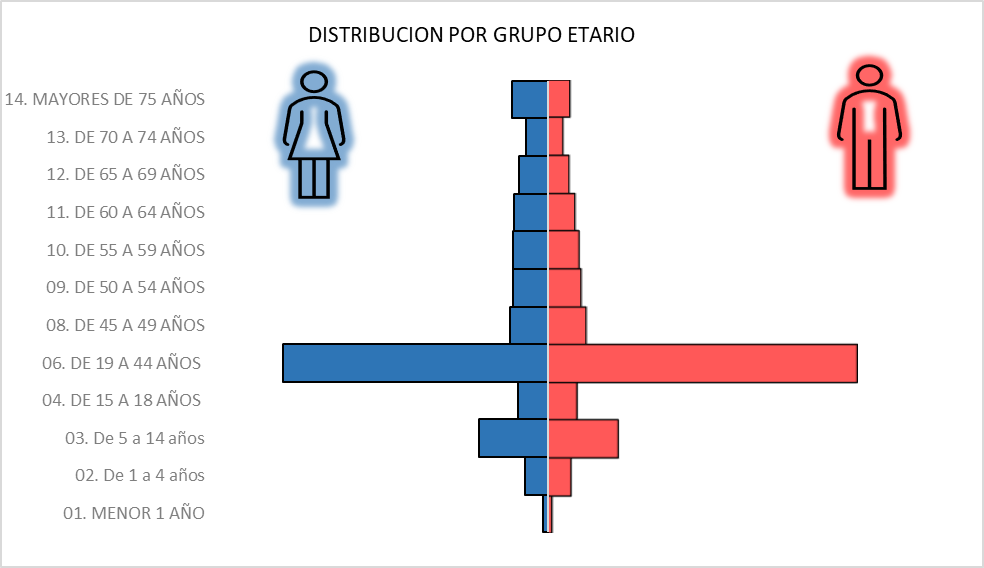 DISTRIBUCION POR GRUPO ETARIO
14. MAYORES DE 75 AÑOS
13. DE 70 A 74 AÑOS
12. DE 65 A 69 AÑOS
11. DE 60 A 64 AÑOS
10. DE 55 A 59 AÑOS
09. DE 50 A 54 AÑOS
08. DE 45 A 49 AÑOS
06. DE 19 A 44 AÑOS
04. DE 15 A 18 AÑOS
03. De 5 a 14 años
02. De 1 a 4 años
01. MENOR 1 AÑO